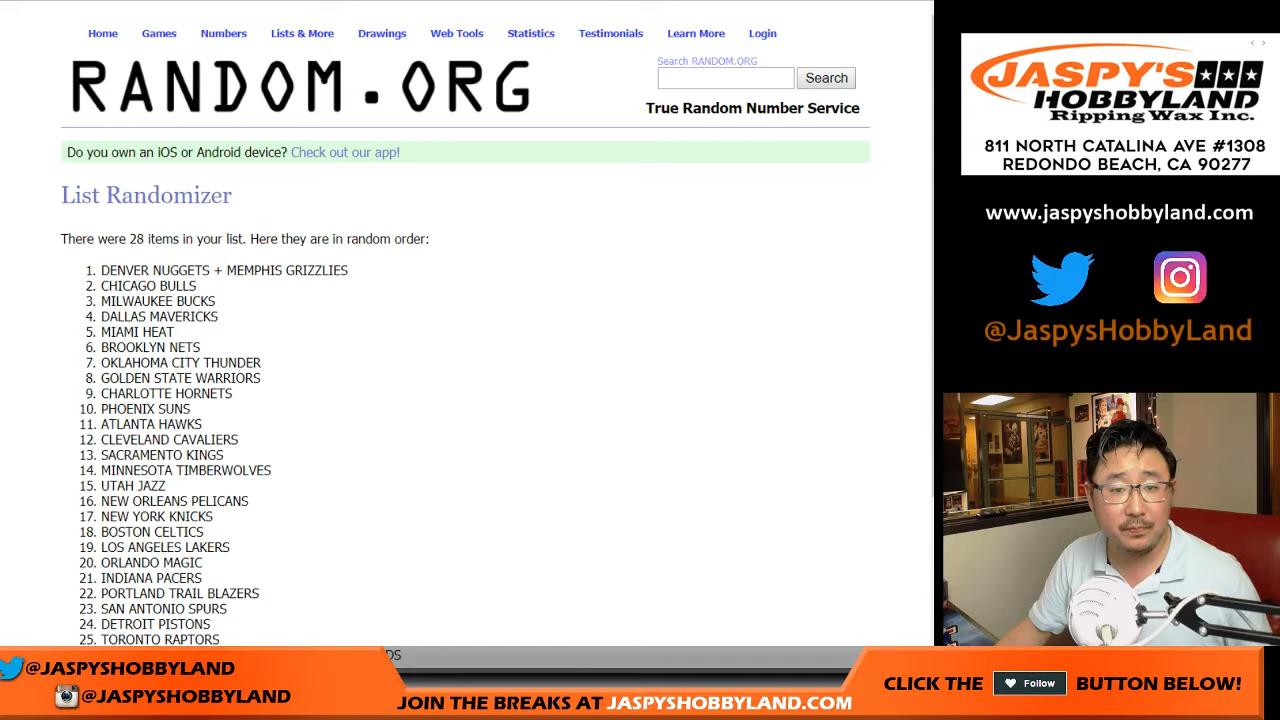 Home Games Numbers Lists & More Drawings Web Tools Statistics Testimonials Learn More Login
RANDOM.ORG
Search RANDOM.ORG
Search
True Random Number Service
Do you own an iOS or Android device? Check out our app!
List Randomizer
There were 28 items in your list. Here they are in random order:
1. DENVER NUGGETS + MEMPHIS GRIZZLIES
2. CHICAGO BULLS
3. MILWAUKEE BUCKS
4. DALLAS MAVERICKS
5. MIAMI HEAT
6. BROOKLYN NETS
7. OKLAHOMA CITY THUNDER
8. GOLDEN STATE WARRIORS
9. CHARLOTTE HORNETS
10. PHOENIX SUNS
11. ATLANTA HAWKS
12. CLEVELAND CAVALIERS
13. SACRAMENTO KINGS
14. MINNESOTA TIMBERWOLVES
15. UTAH JAZZ
16. NEW ORLEANS PELICANS
17. NEW YORK KNICKS
18. BOSTON CELTICS
19. LOS ANGELES LAKERS
20. ORLANDO MAGIC
21. INDIANA PACERS
22. PORTLAND TRAIL BLAZERS
23. SAN ANTONIO SPURS
24. DETROIT PISTONS
25. TORONTO RAPTORS
JASPY'S
HOBBYLAND
Ripping Wax Inc.
811 NORTH CATALINA AVE #1308
REDONDO BEACH, CA 90277
www.jaspyshobbyland.com
@JaspysHobbyLand
@JASPYSHOBBYLAND
@JASPYSHOBBYLAND
JOIN THE BREAKS AT JASPYSHOBBYLAND.COM
CLICK THE Follow BUTTON BELOW!